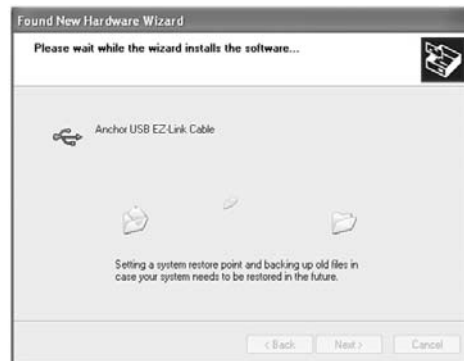 Found New Hardware Wizard
Please wait while the wizard installs the software...
Anchor USB EZ-Link Cable
Setting a system restore point and backing up old files in
case your system needs to be restored in the future.
< Back
Next >
Cancel